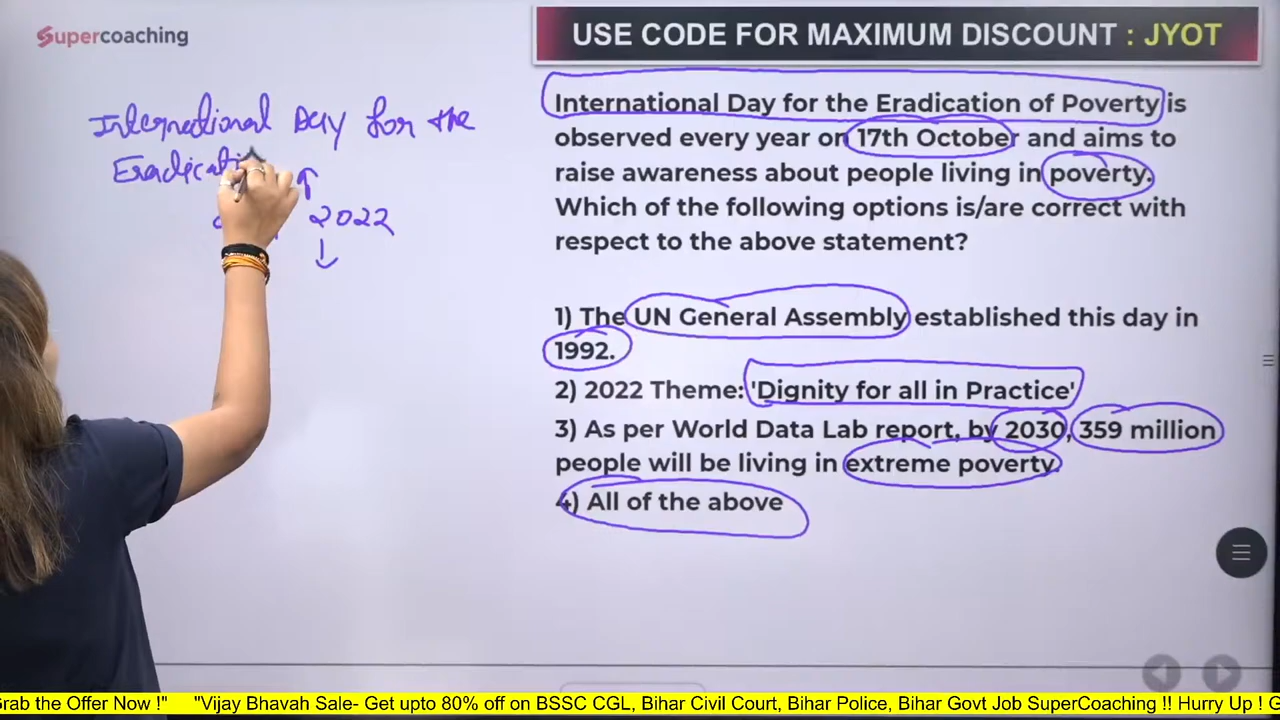 Supercoaching
USE CODE FOR MAXIMUM DISCOUNT : JYOT
International Day for the
Eradicati
2022
International Day for the Eradication of Poverty is
observed every year on 17th October and aims to
raise awareness about people living in poverty.
Which of the following options is/are correct with
respect to the above statement?
1) The UN General Assembly established this day in
1992.
2) 2022 Theme: 'Dignity for all in Practice'
3) As per World Data Lab report, by 2030, 359 million
people will be living in extreme poverty.
4) All of the above
Grab the Offer Now !" "Vijay Bhavah Sale- Get upto 80% off on BSSC CGL, Bihar Civil Court, Bihar Police, Bihar Govt Job SuperCoaching !! Hurry Up ! G